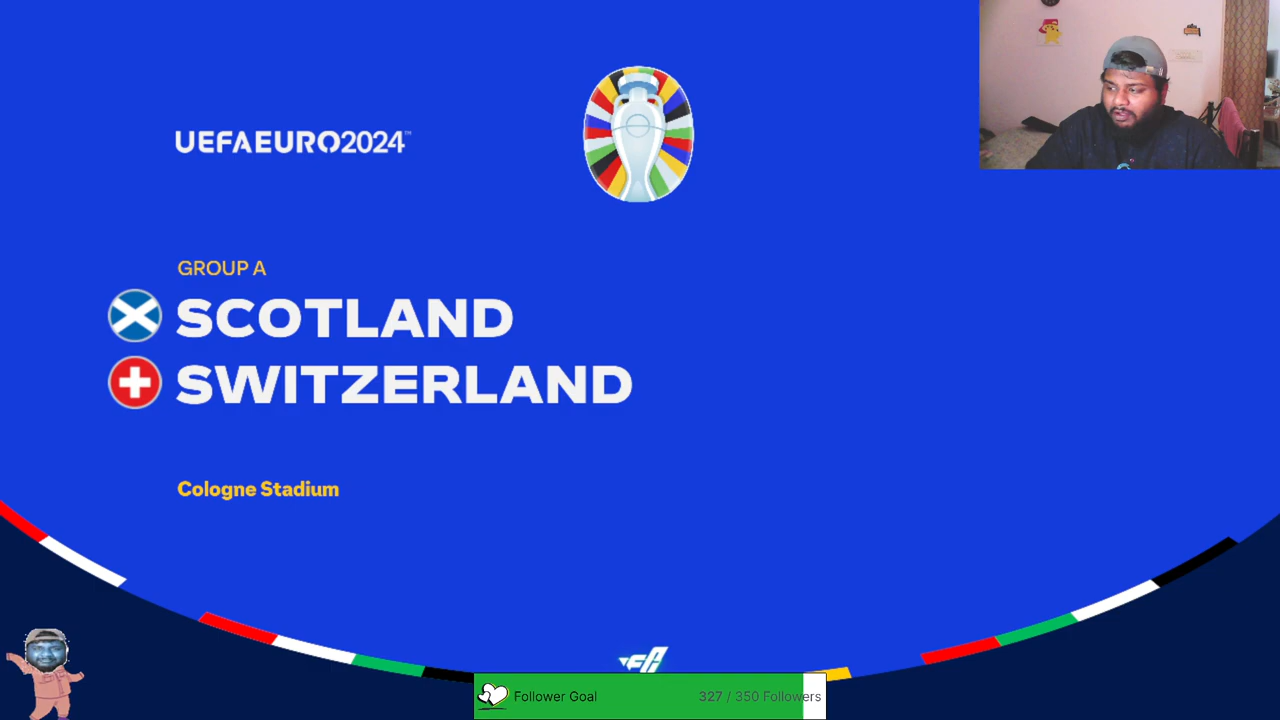 UEFAEURO2024™
GROUP A
SCOTLAND
SWITZERLAND
Cologne Stadium
Follower Goal
327 / 350 Followers